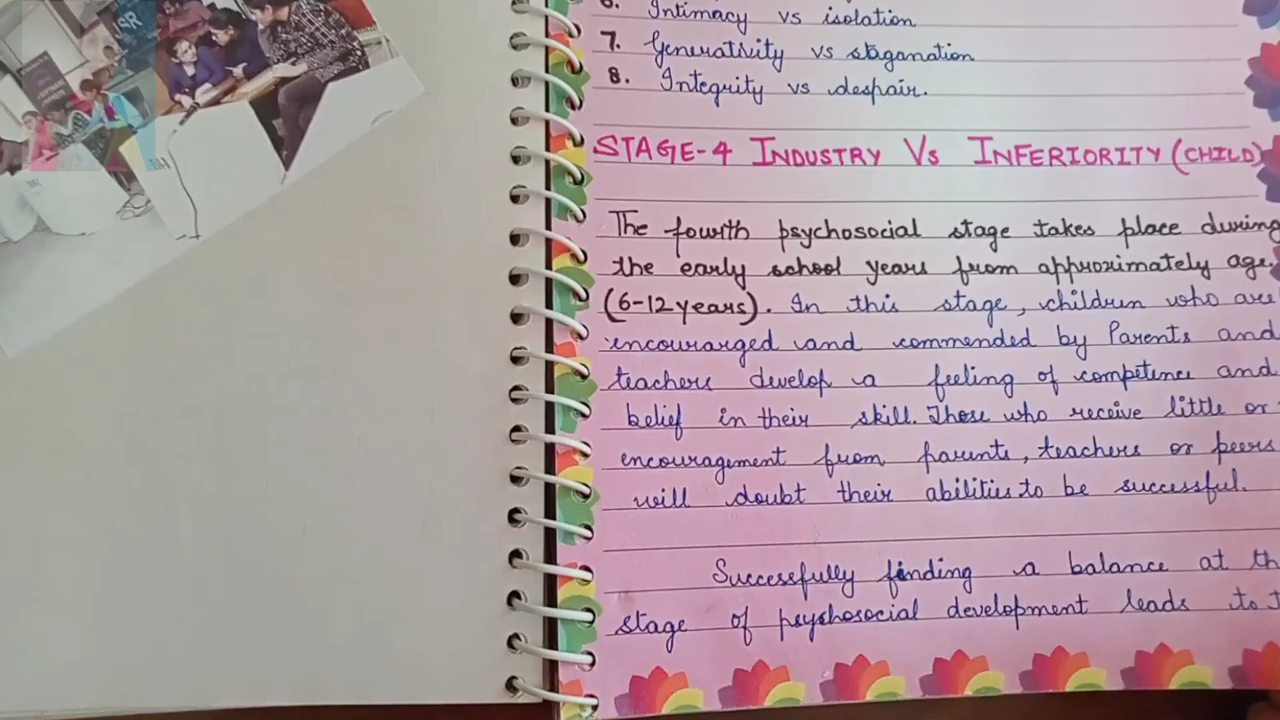 6. Intimacy vs isolation
7. Generativity vs staganation
8. Integrity vs despair.
STAGE-4 INDUSTRY Vs INFERIORITY (CHILD)
The fourth psychosocial stage takes place during
the early school years from approximately age.
(6-12 years). In this stage, children who are
encouraged and commended by Parents and
teachers develop a feeling of competence and
belief in their skill. Those who receive little or
encouragement from parents, teachers or peers
will doubt their abilities to be successful.
Successfully finding a balance at th
stage of psychosocial development leads to t